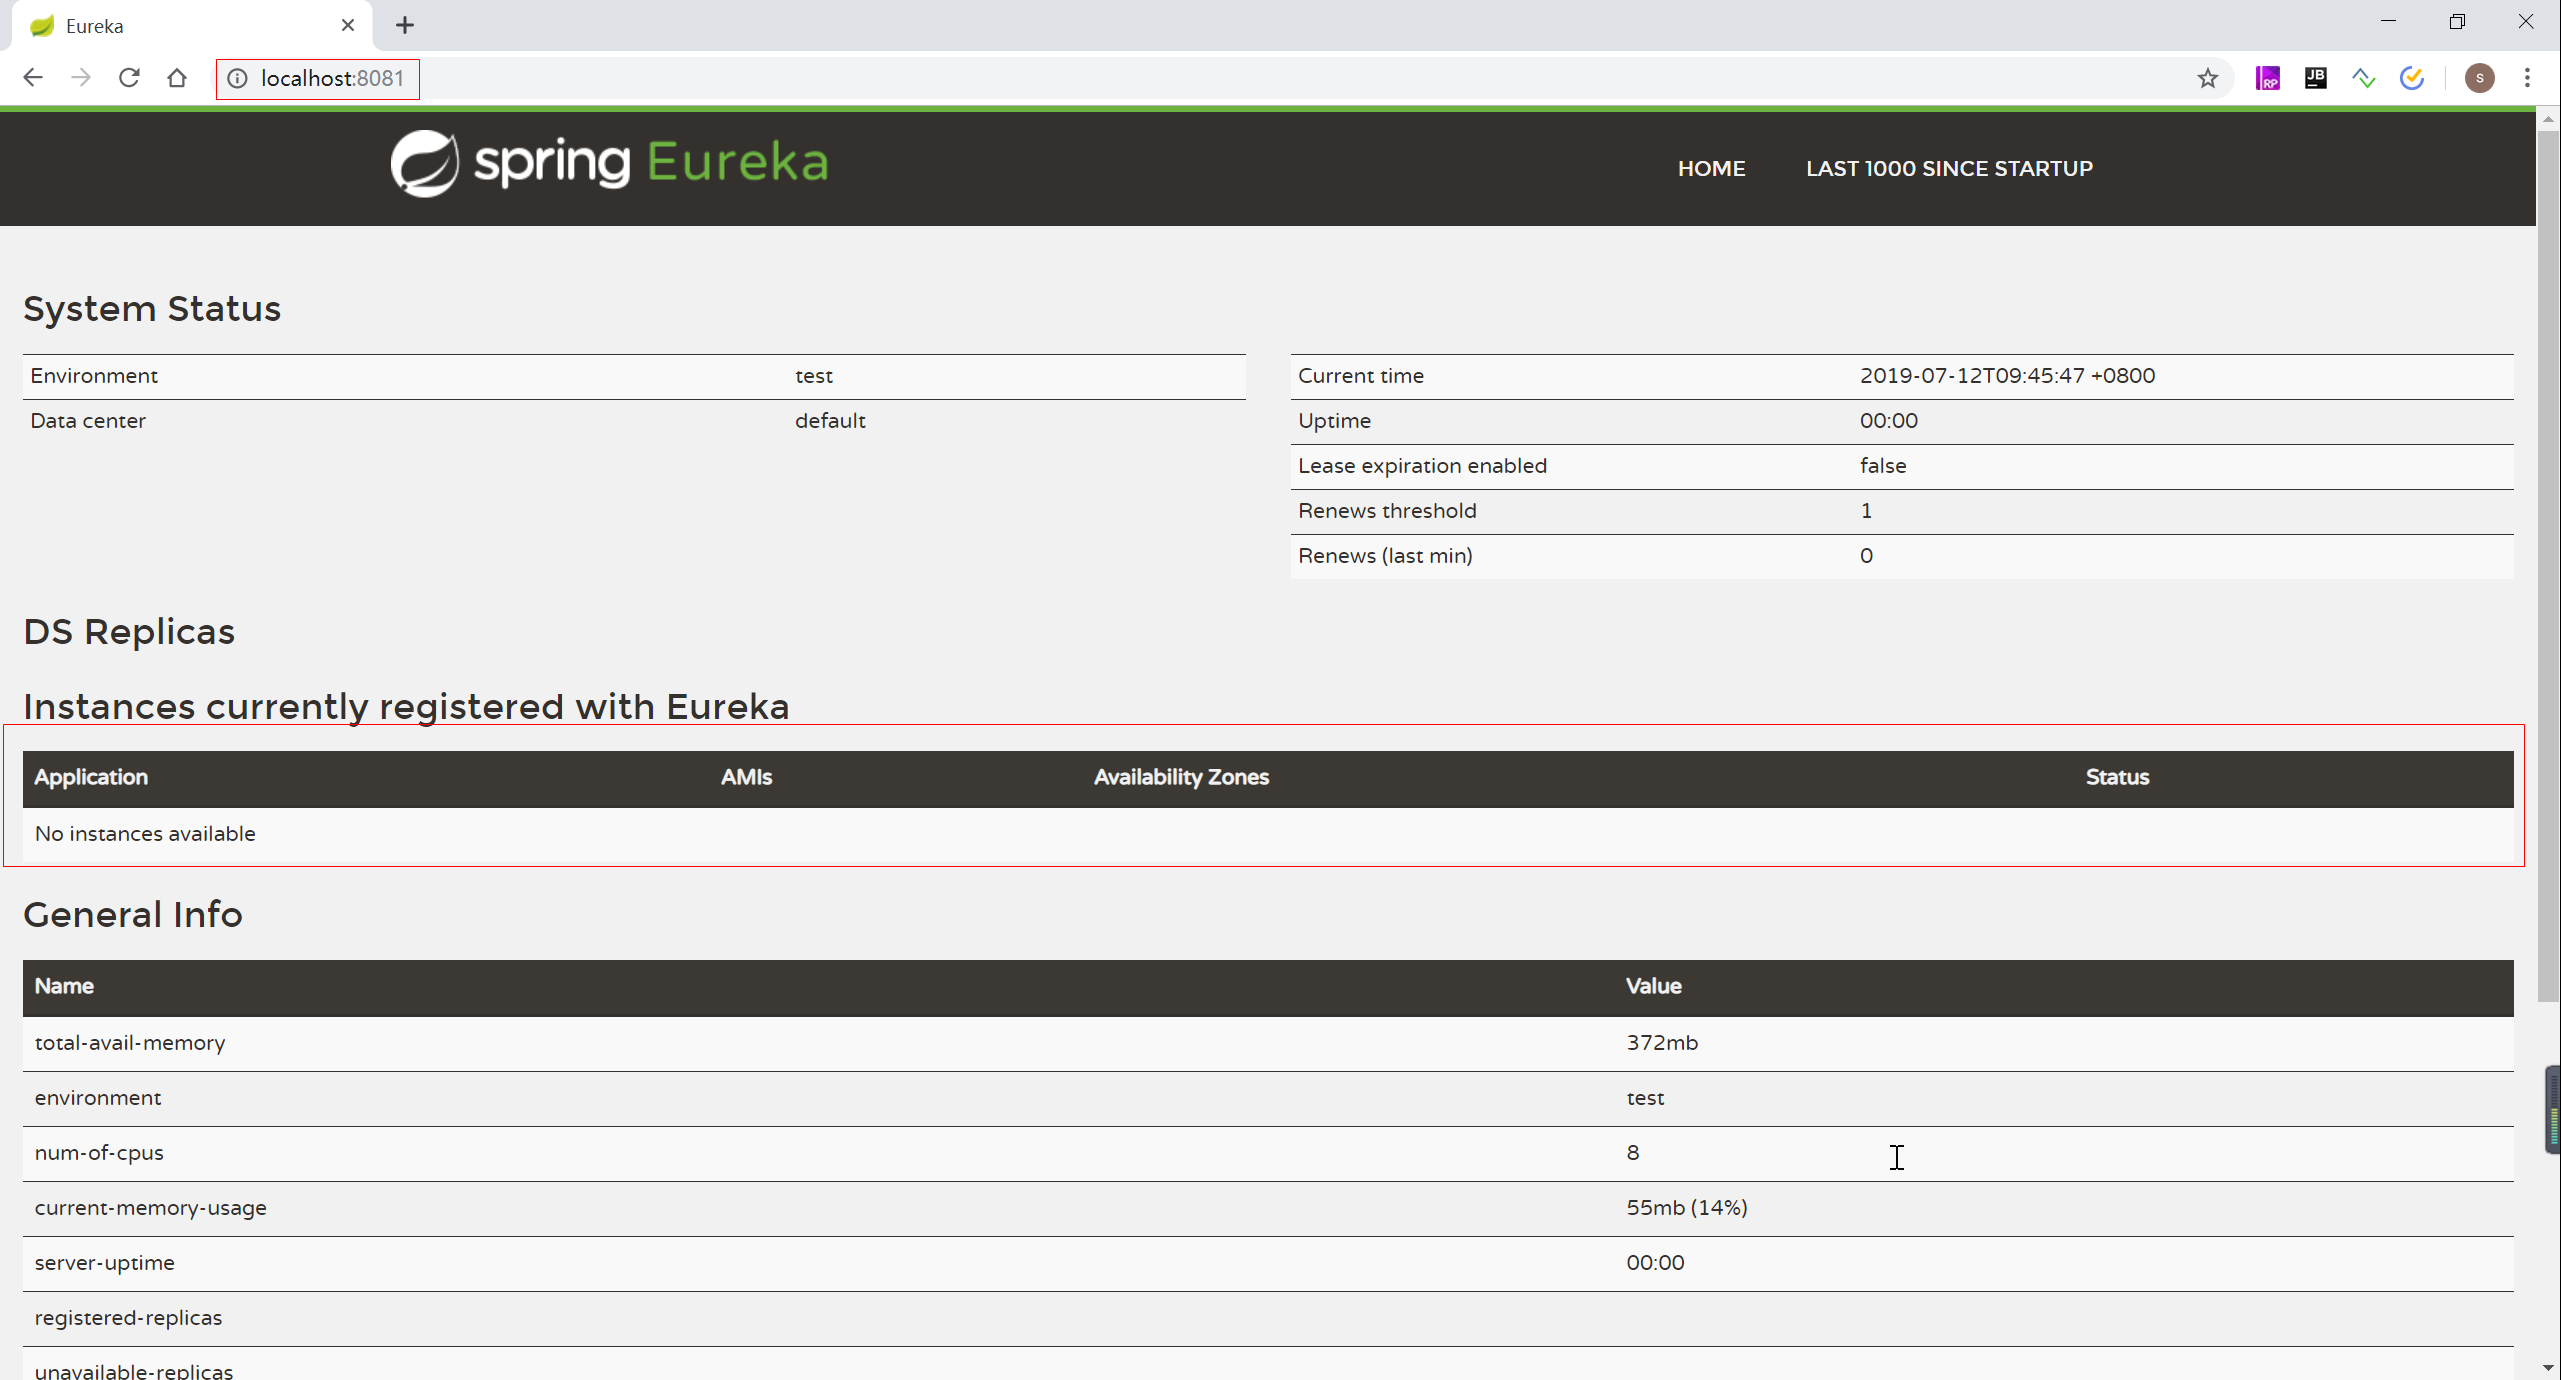 Eureka
localhost:8081
RP
JB
S
spring Eureka
HOME
LAST 1000 SINCE STARTUP
System Status
Environment test
Data center default
Current time 2019-07-12T09:45:47 +0800
Uptime 00:00
Lease expiration enabled false
Renews threshold 1
Renews (last min) 0
DS Replicas
Instances currently registered with Eureka
Application AMIs Availability Zones Status
No instances available
General Info
Name Value
total-avail-memory 372mb
environment test
num-of-cpus 8
current-memory-usage 55mb (14%)
server-uptime 00:00
registered-replicas
unavailable-replicas